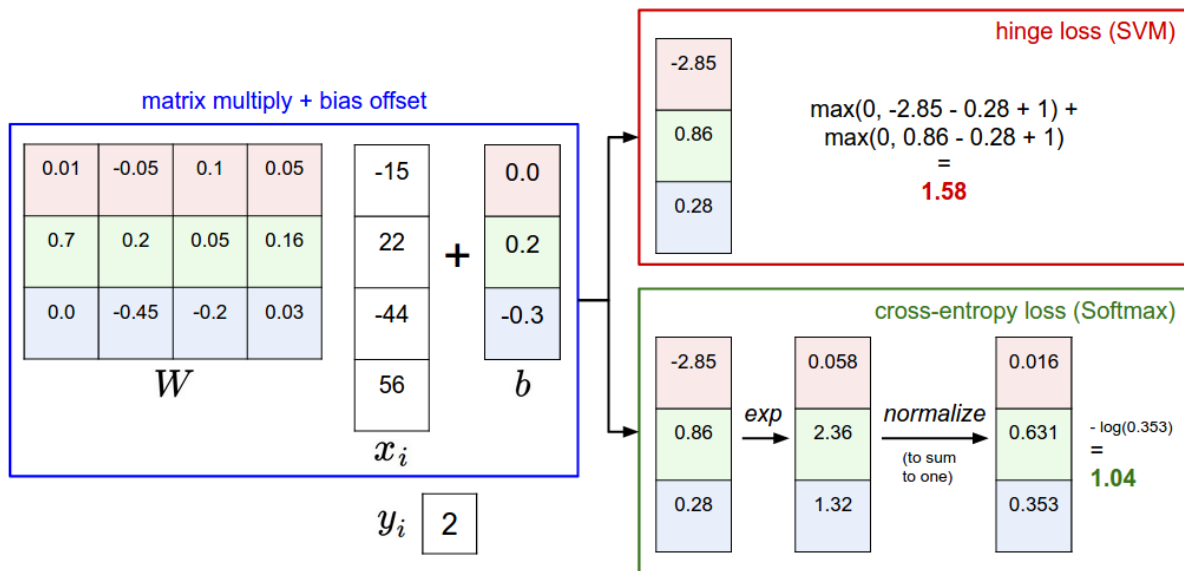 matrix multiply + bias offset
0.01 -0.05 0.1 0.05
0.7 0.2 0.05 0.16
0.0 -0.45 -0.2 0.03
W
-15
22
-44
56
x_i
+
0.0
0.2
-0.3
b
y_i 2
hinge loss (SVM)
-2.85
0.86
0.28
max(0, -2.85 - 0.28 + 1) +
max(0, 0.86 - 0.28 + 1)
=
1.58
cross-entropy loss (Softmax)
-2.85
0.86
0.28
exp
0.058
2.36
1.32
normalize
(to sum
to one)
0.016
0.631
0.353
- log(0.353)
=
1.04